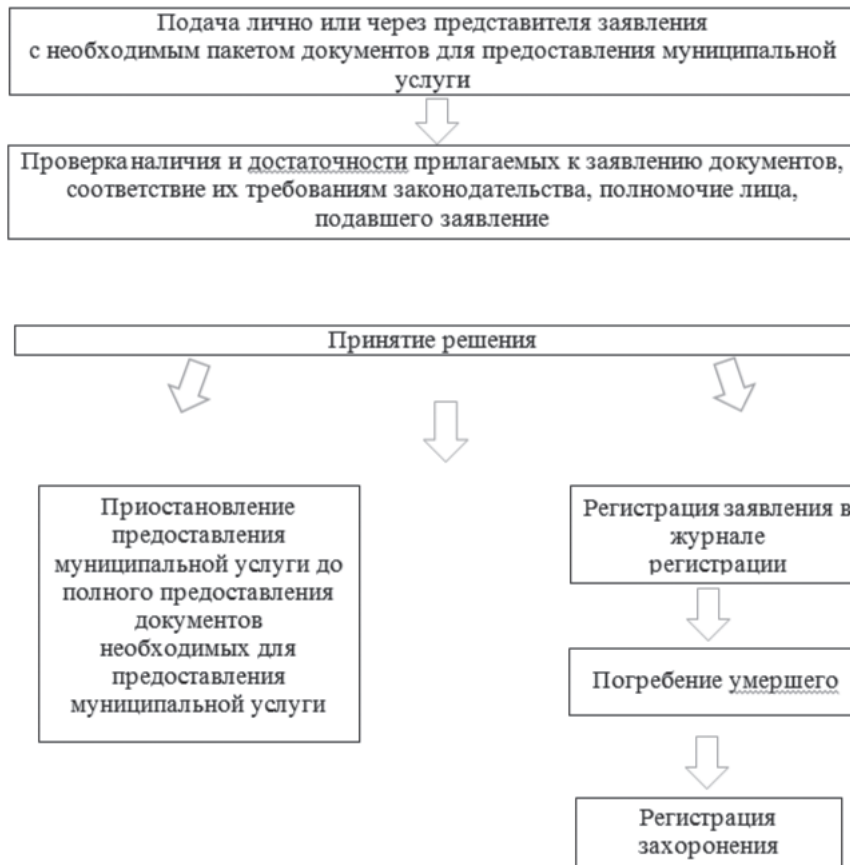 Подача лично или через представителя заявления
с необходимым пакетом документов для предоставления муниципальной
услуги
Проверка наличия и достаточности прилагаемых к заявлению документов,
соответствие их требованиям законодательства, полномочие лица,
подавшего заявление
Принятие решения
Приостановление
предоставления
муниципальной услуги до
полного предоставления
документов
необходимых для
предоставления
муниципальной услуги
Регистрация заявления в
журнале
регистрации
Погребение умершего
Регистрация
захоронения